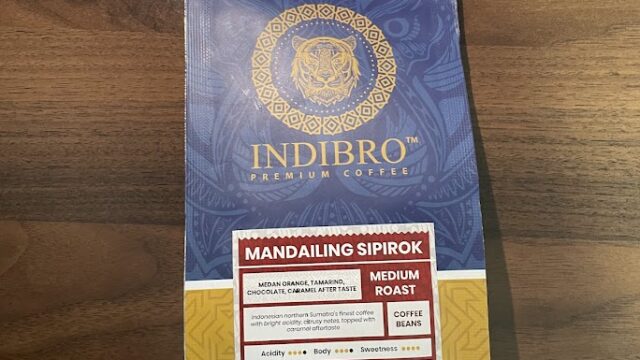 INDIBRO™
PREMIUM COFFEE
MANDAILING SIPIROK
MEDAN ORANGE, TAMARIND,
CHOCOLATE, CARAMEL AFTER TASTE
MEDIUM
ROAST
Indonesian northern Sumatra's finest coffee
with bright acidity, citrusy notes, topped with
caramel aftertaste
COFFEE
BEANS
Acidity Body Sweetness